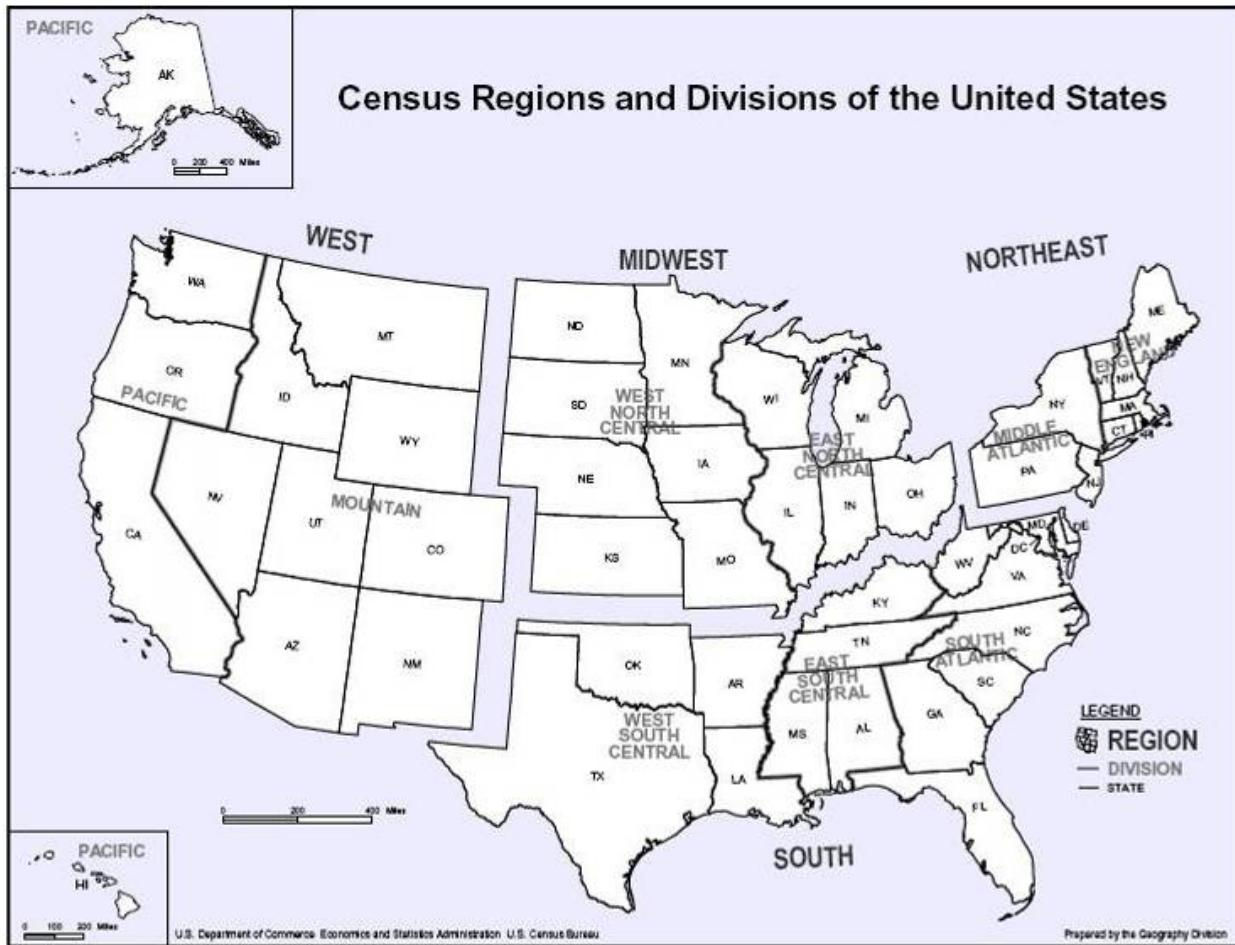 PACIFIC
AK
0 200 400 Miles
Census Regions and Divisions of the United States
WEST
MIDWEST
NORTHEAST
WA
MT
ND
MN
ME
OR
PACIFIC
ID
SD
WEST
NORTH
CENTRAL
WI
MI
NEW
ENGLAND
VT
NH
NY
MA
CT
WY
IA
EAST
NORTH
CENTRAL
MIDDLE
ATLANTIC
PA
NJ
NV
MOUNTAIN
UT
CO
NE
IL
IN
OH
CA
KS
MO
WV
MD
DE
DC
VA
KY
AZ
NM
OK
AR
TN
NC
EAST
SOUTH
CENTRAL
SOUTH
ATLANTIC
SC
WEST
SOUTH
CENTRAL
MS
AL
GA
TX
LA
FL
SOUTH
LEGEND
REGION
DIVISION
STATE
0 200 400 Miles
PACIFIC
HI
0 100 200 Miles
U.S. Department of Commerce Economics and Statistics Administration U.S. Census Bureau
Prepared by the Geography Division